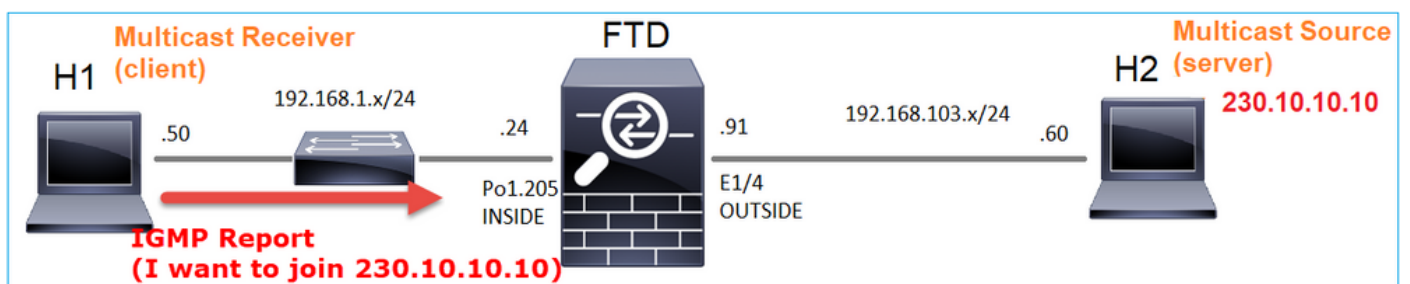 Multicast Receiver
(client)
H1
192.168.1.x/24
.50
.24
FTD
Po1.205
INSIDE
.91
E1/4
OUTSIDE
192.168.103.x/24
.60
H2
Multicast Source
(server)
230.10.10.10
IGMP Report
(I want to join 230.10.10.10)